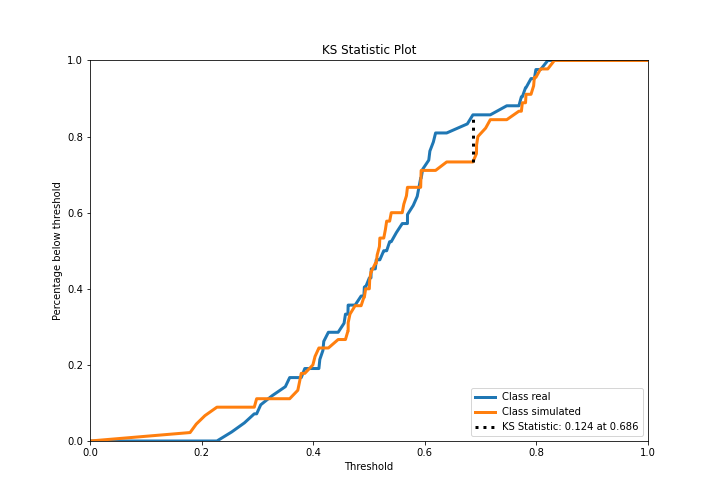 KS Statistic Plot
1.0
0.8
0.6
0.4
0.2
0.0
Percentage below threshold
Class real
Class simulated
KS Statistic: 0.124 at 0.686
0.0 0.2 0.4 0.6 0.8 1.0
Threshold